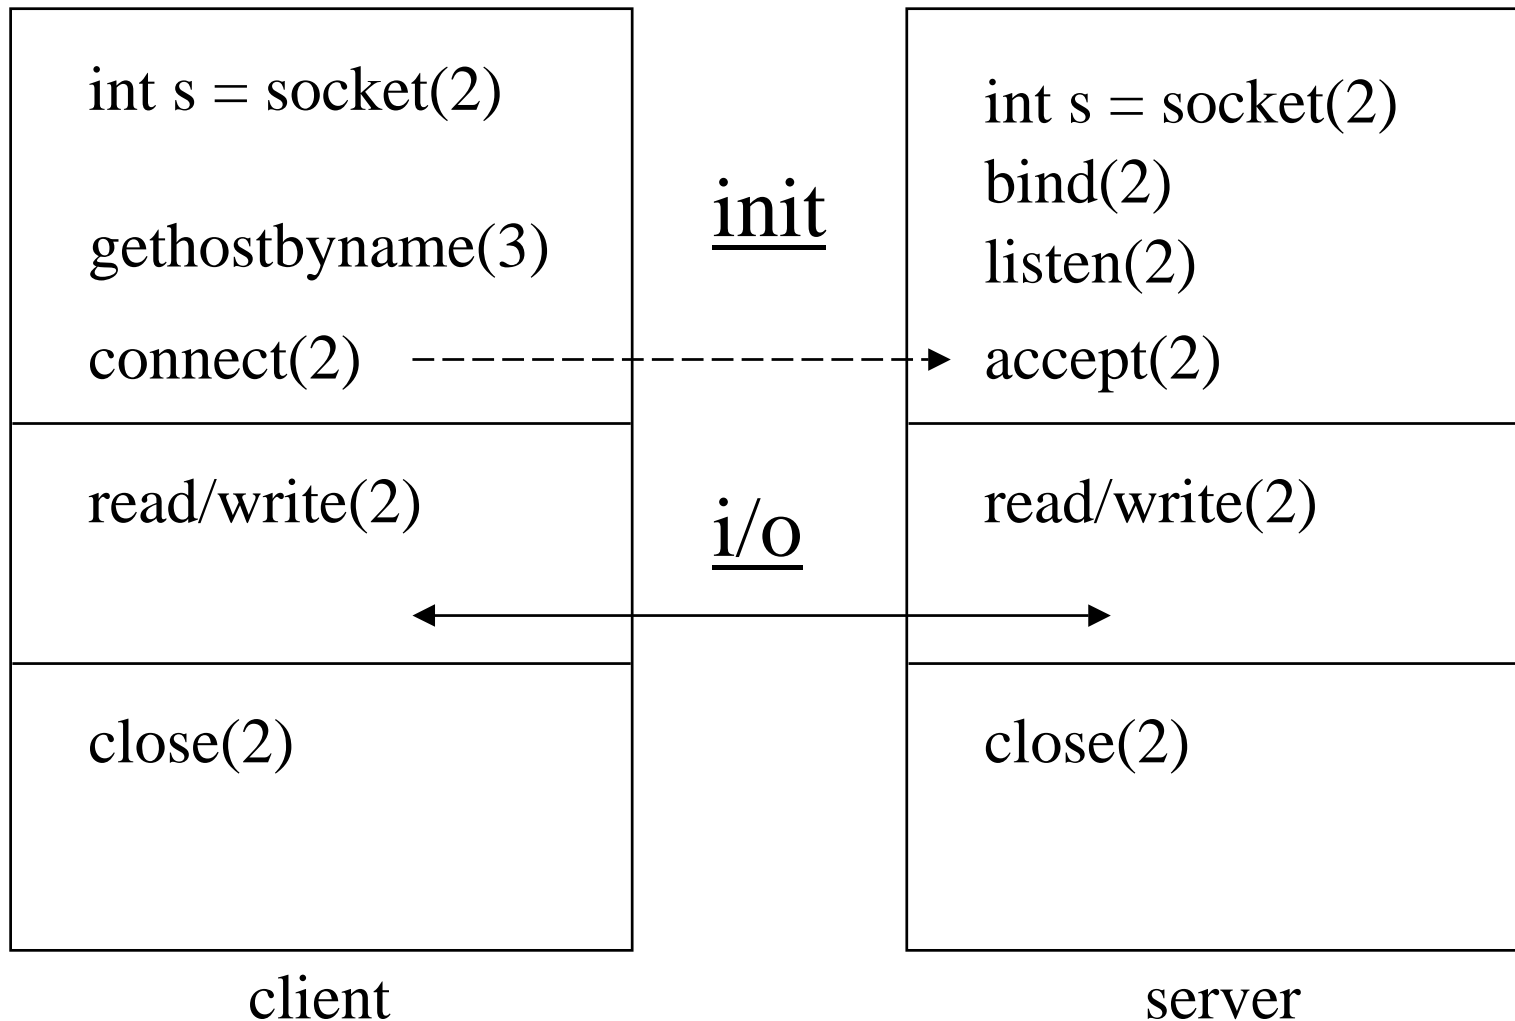 int s = socket(2)
gethostbyname(3)
connect(2)
read/write(2)
close(2)
client
init
i/o
int s = socket(2)
bind(2)
listen(2)
accept(2)
read/write(2)
close(2)
server